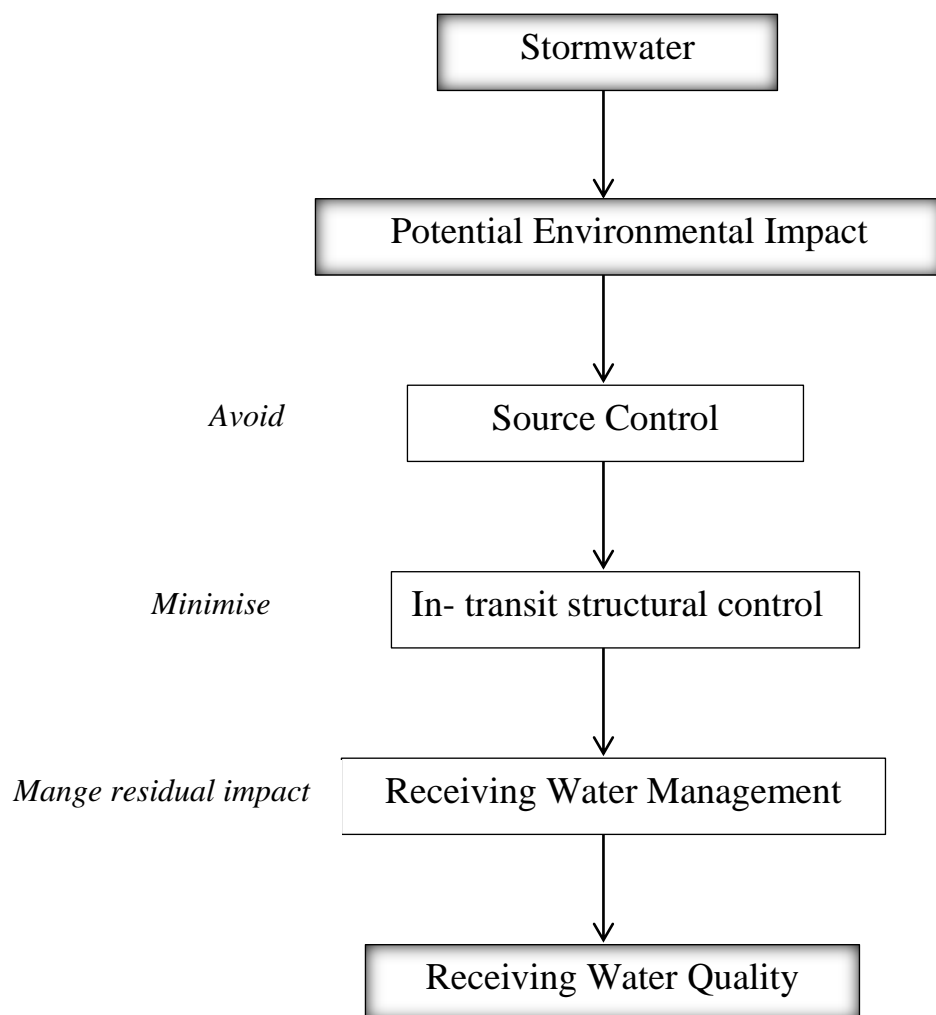 Stormwater
Potential Environmental Impact
Avoid
Source Control
Minimise
In- transit structural control
Mange residual impact
Receiving Water Management
Receiving Water Quality